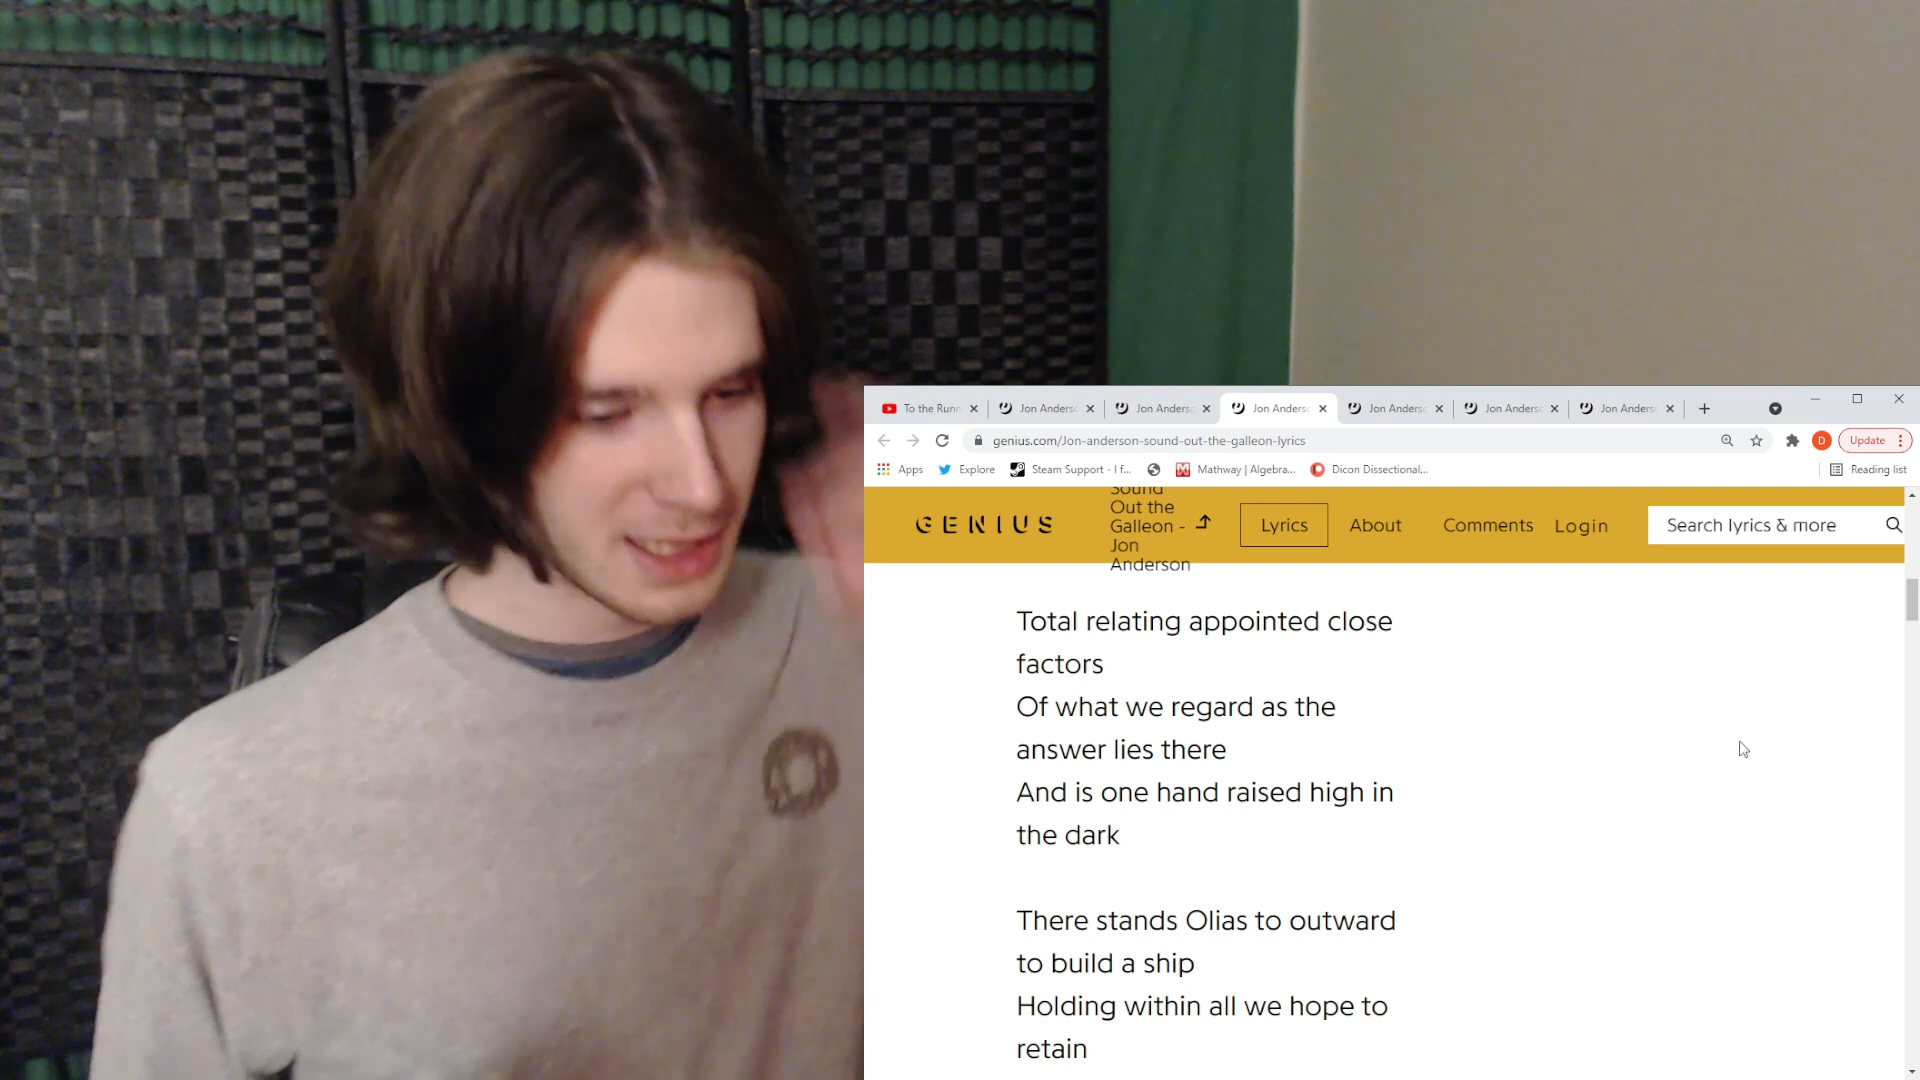 To the Runn
Jon Anders
Jon Anders
Jon Anders
Jon Anders
Jon Anders
Jon Anders
genius.com/Jon-anderson-sound-out-the-galleon-lyrics
D
Update
Apps
Explore
Steam Support - I f...
Mathway | Algebra...
Dicon Dissectional...
Reading list
GENIUS
Sound
Out the
Galleon -
Jon
Anderson
Lyrics
About
Comments
Login
Search lyrics & more
Total relating appointed close
factors
Of what we regard as the
answer lies there
And is one hand raised high in
the dark
There stands Olias to outward
to build a ship
Holding within all we hope to
retain